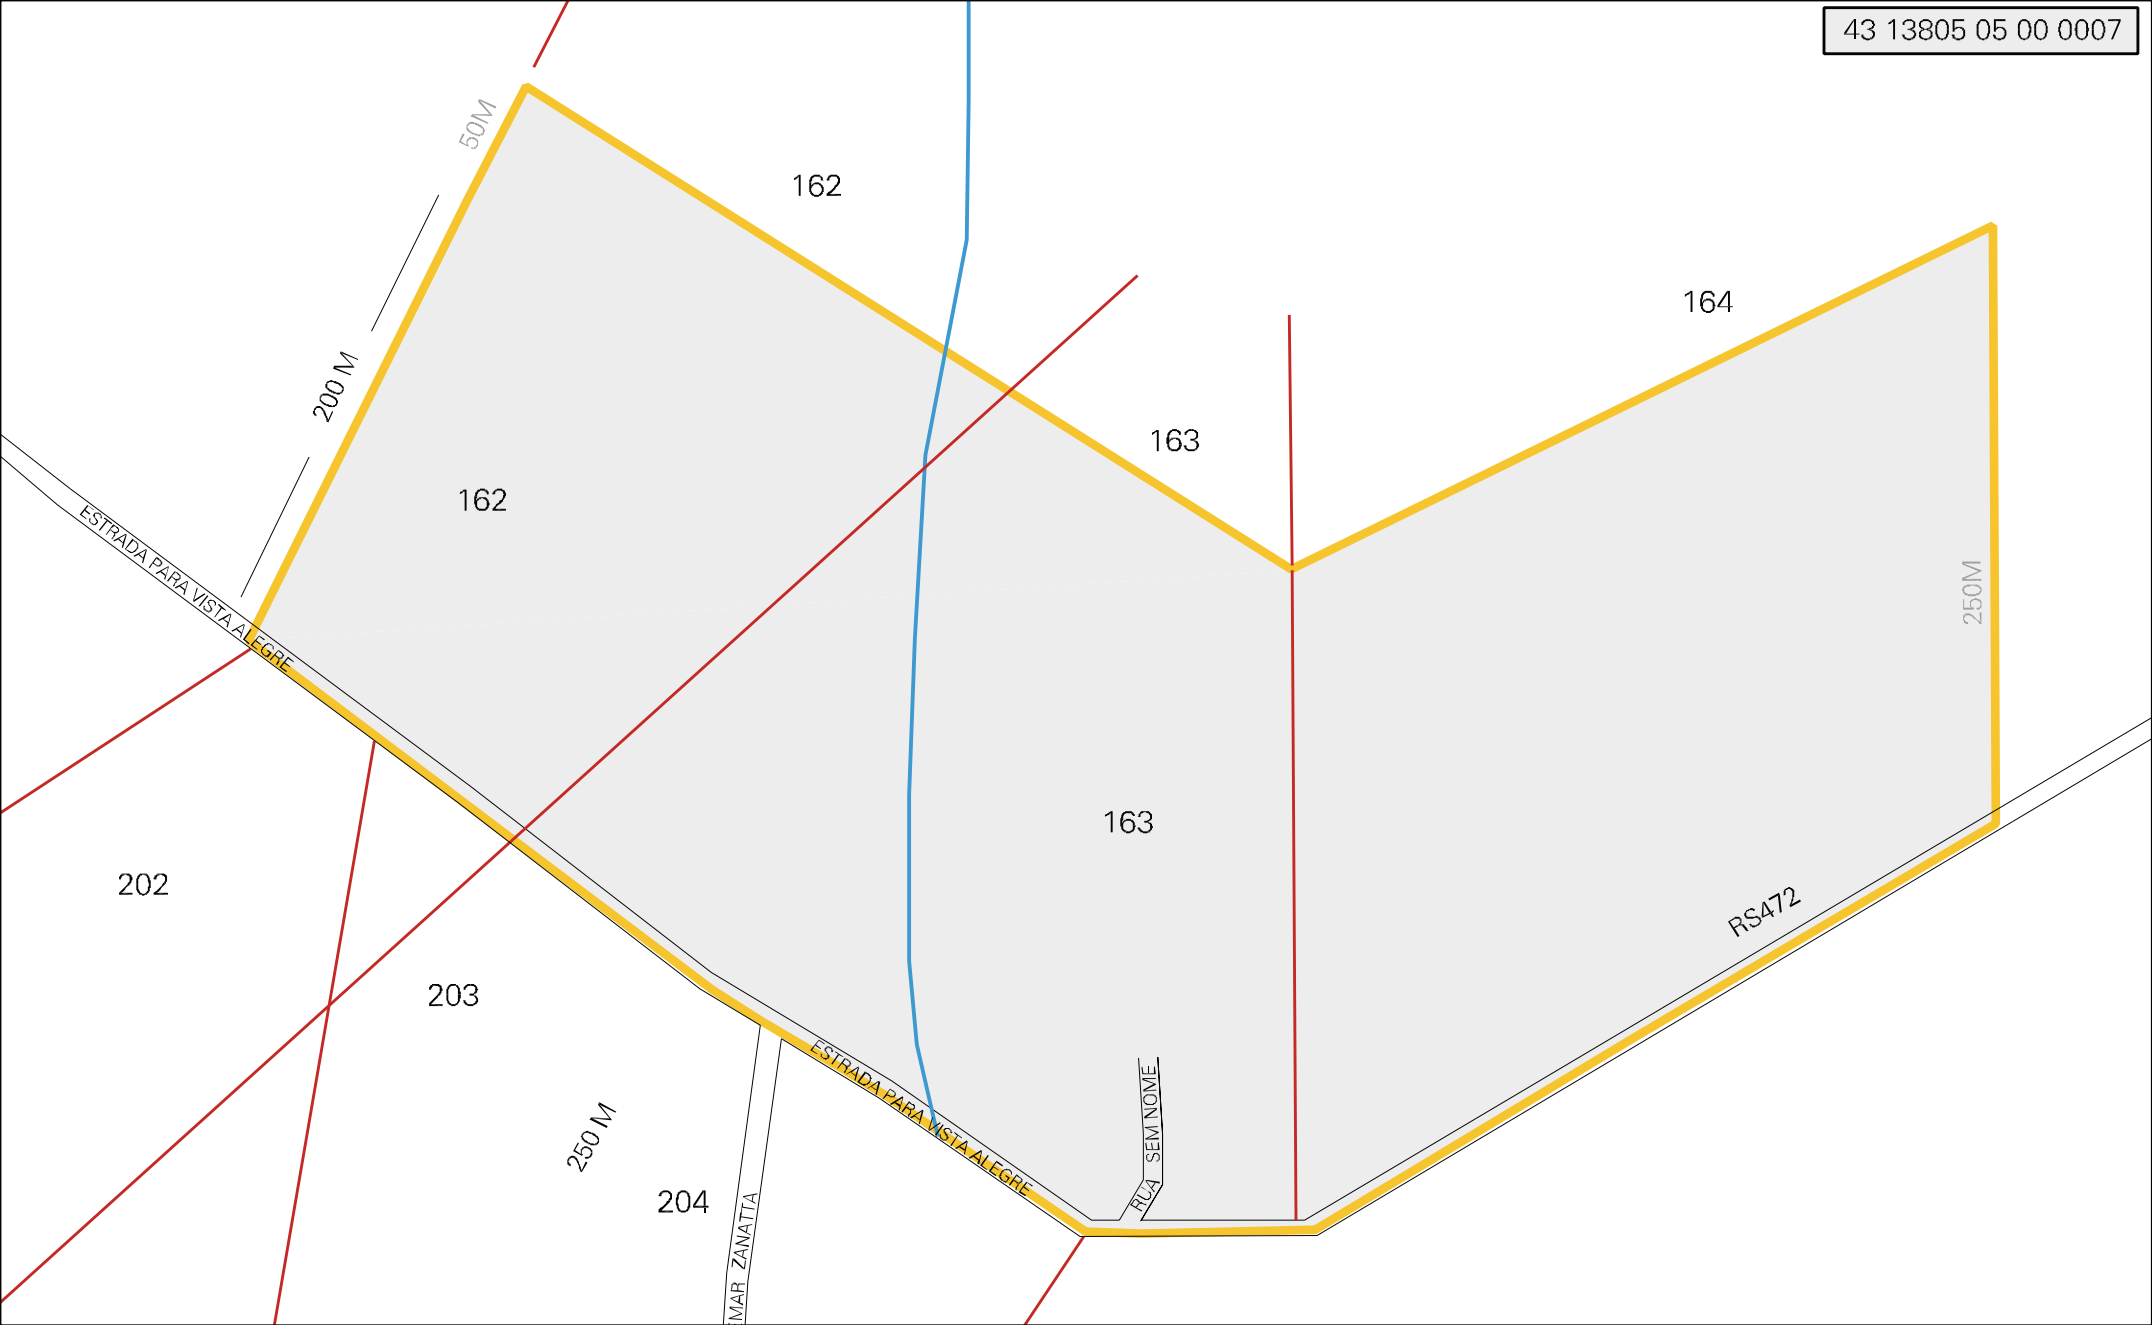 43 13805 05 00 0007
50M
162
164
200 M
163
162
ESTRADA PARA VISTA ALEGRE
250M
163
202
RS472
203
ESTRADA PARA VISTA ALEGRE
250 M
RUA SEM NOME
204
EMAR ZANATTA